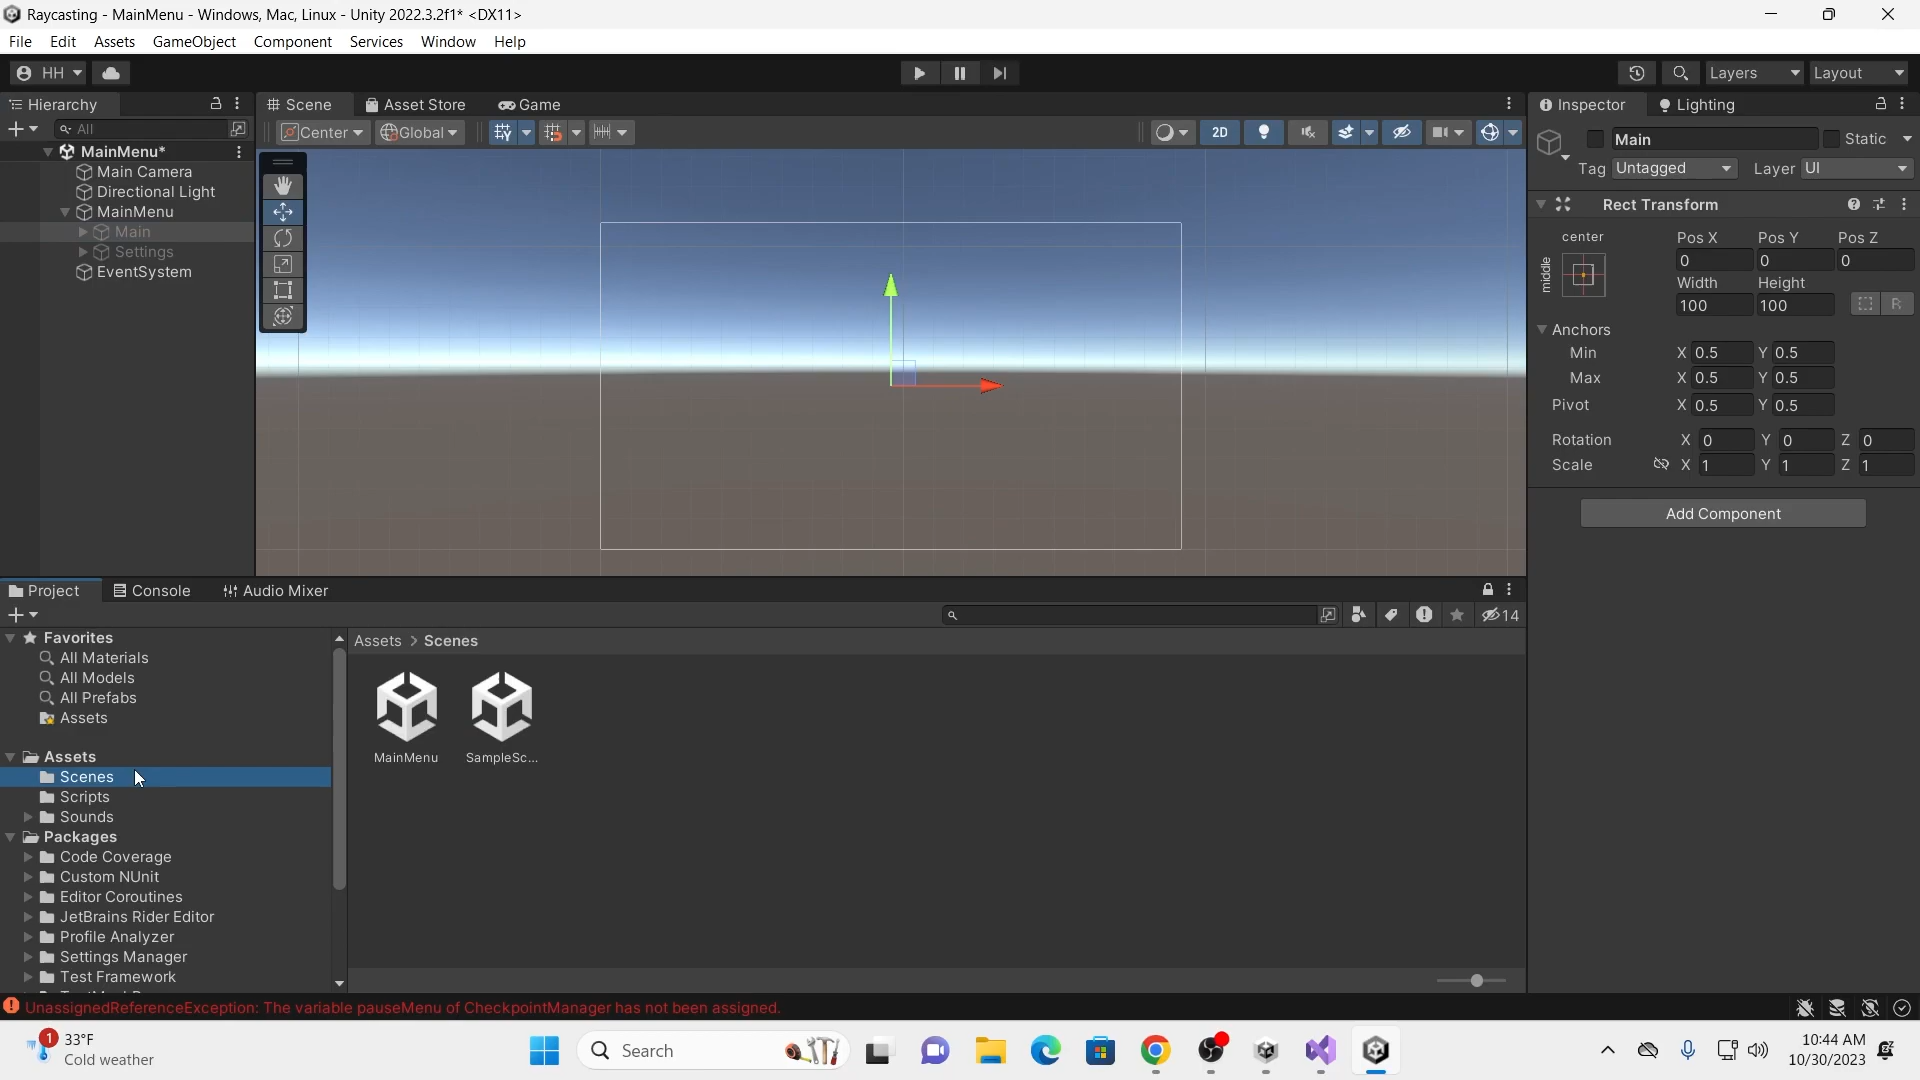 Raycasting - MainMenu - Windows, Mac, Linux - Unity 2022.3.2f1* <DX11>
File Edit Assets GameObject Component Services Window Help
HH
Layers
Layout
Hierarchy
All
MainMenu*
Main Camera
Directional Light
MainMenu
Main
Settings
EventSystem
Scene
Asset Store
Game
Center
Global
2D
Inspector
Lighting
Main
Static
Tag Untagged Layer UI
Rect Transform
center
middle
Pos X Pos Y Pos Z
0 0 0
Width Height
100 100
R
Anchors
Min X 0.5 Y 0.5
Max X 0.5 Y 0.5
Pivot X 0.5 Y 0.5
Rotation X 0 Y 0 Z 0
Scale X 1 Y 1 Z 1
Add Component
Project
Console
Audio Mixer
14
Favorites
All Materials
All Models
All Prefabs
Assets
Assets
Scenes
Scripts
Sounds
Packages
Code Coverage
Custom NUnit
Editor Coroutines
JetBrains Rider Editor
Profile Analyzer
Settings Manager
Test Framework
Assets > Scenes
MainMenu
SampleSc...
UnassignedReferenceException: The variable pauseMenu of CheckpointManager has not been assigned.
1
33°F
Cold weather
Search
10:44 AM
10/30/2023